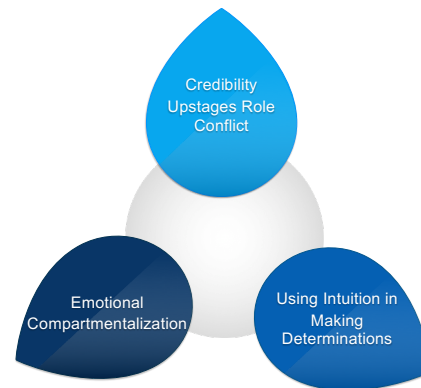 Credibility
Upstages Role
Conflict
Emotional
Compartmentalization
Using Intuition in
Making
Determinations